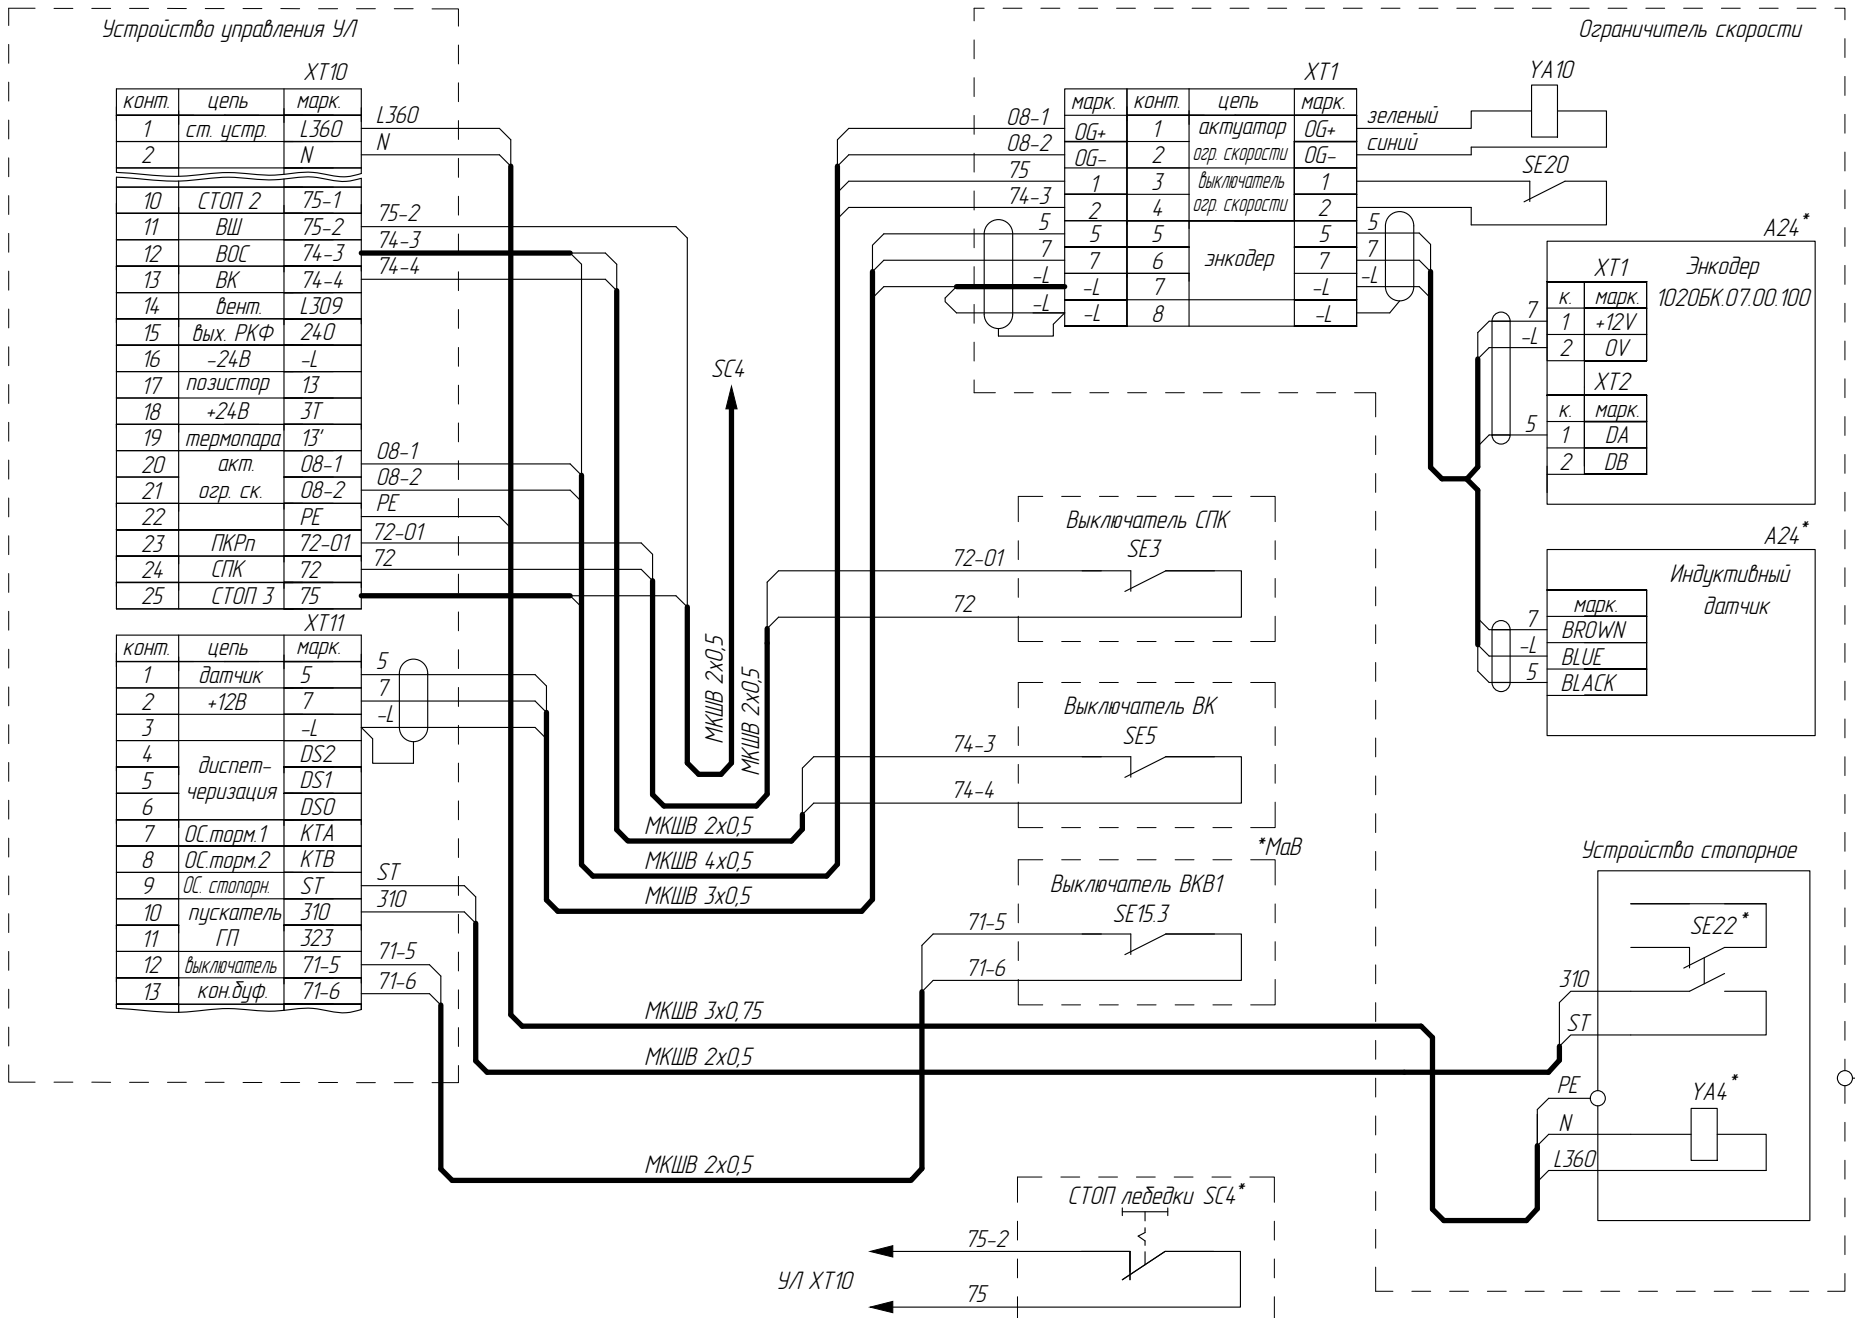 Устройство управления УЛ
ХТ10
конт. цепь марк.
1 ст. устр. L360
2 N
10 СТОП 2 75-1
11 ВШ 75-2
12 ВОС 74-3
13 ВК 74-4
14 вент. L309
15 вых. РКФ 240
16 -24В -L
17 позистор 13
18 +24В 3Т
19 термопара 13'
20 акт. 08-1
21 огр. ск. 08-2
22 PE
23 ПКРп 72-01
24 СПК 72
25 СТОП 3 75
L360
N
75-2
74-3
74-4
08-1
08-2
PE
72-01
72
ХТ11
конт. цепь марк.
1 датчик 5
2 +12В 7
3 -L
4 DS2
5 диспет- DS1
6 черизация DS0
7 ОС.торм.1 КТА
8 ОС.торм.2 КТВ
9 ОС. стопорн. ST
10 пускатель 310
11 ГП 323
12 выключатель 71-5
13 кон.буф. 71-6
5
7
-L
ST
310
71-5
71-6
SC4
МКШВ 2х0,5
МКШВ 2х0,5
МКШВ 2х0,5
МКШВ 4х0,5
МКШВ 3х0,5
МКШВ 3х0,75
МКШВ 2х0,5
МКШВ 2х0,5
Ограничитель скорости
ХТ1
марк. конт. цепь марк.
OG+ 1 актуатор OG+
OG- 2 огр. скорости OG-
1 3 выключатель 1
2 4 огр. скорости 2
5 5 5
7 6 энкодер 7
-L 7 -L
-L 8 -L
08-1
08-2
75
74-3
5
7
-L
-L
зеленый
синий
5
7
-L
YA10
SE20
А24*
ХТ1
Энкодер
1020БК.07.00.100
к. марк.
1 +12V
2 0V
ХТ2
к. марк.
1 DA
2 DB
7
-L
5
А24*
Индуктивный
датчик
марк.
BROWN
BLUE
BLACK
7
-L
5
Выключатель СПК
SE3
72-01
72
Выключатель ВК
SE5
74-3
74-4
*МаВ
Выключатель ВКВ1
SE15.3
71-5
71-6
Устройство стопорное
SE22*
310
ST
PE
YA4*
N
L360
СТОП лебедки SC4*
75-2
УЛ ХТ10
75